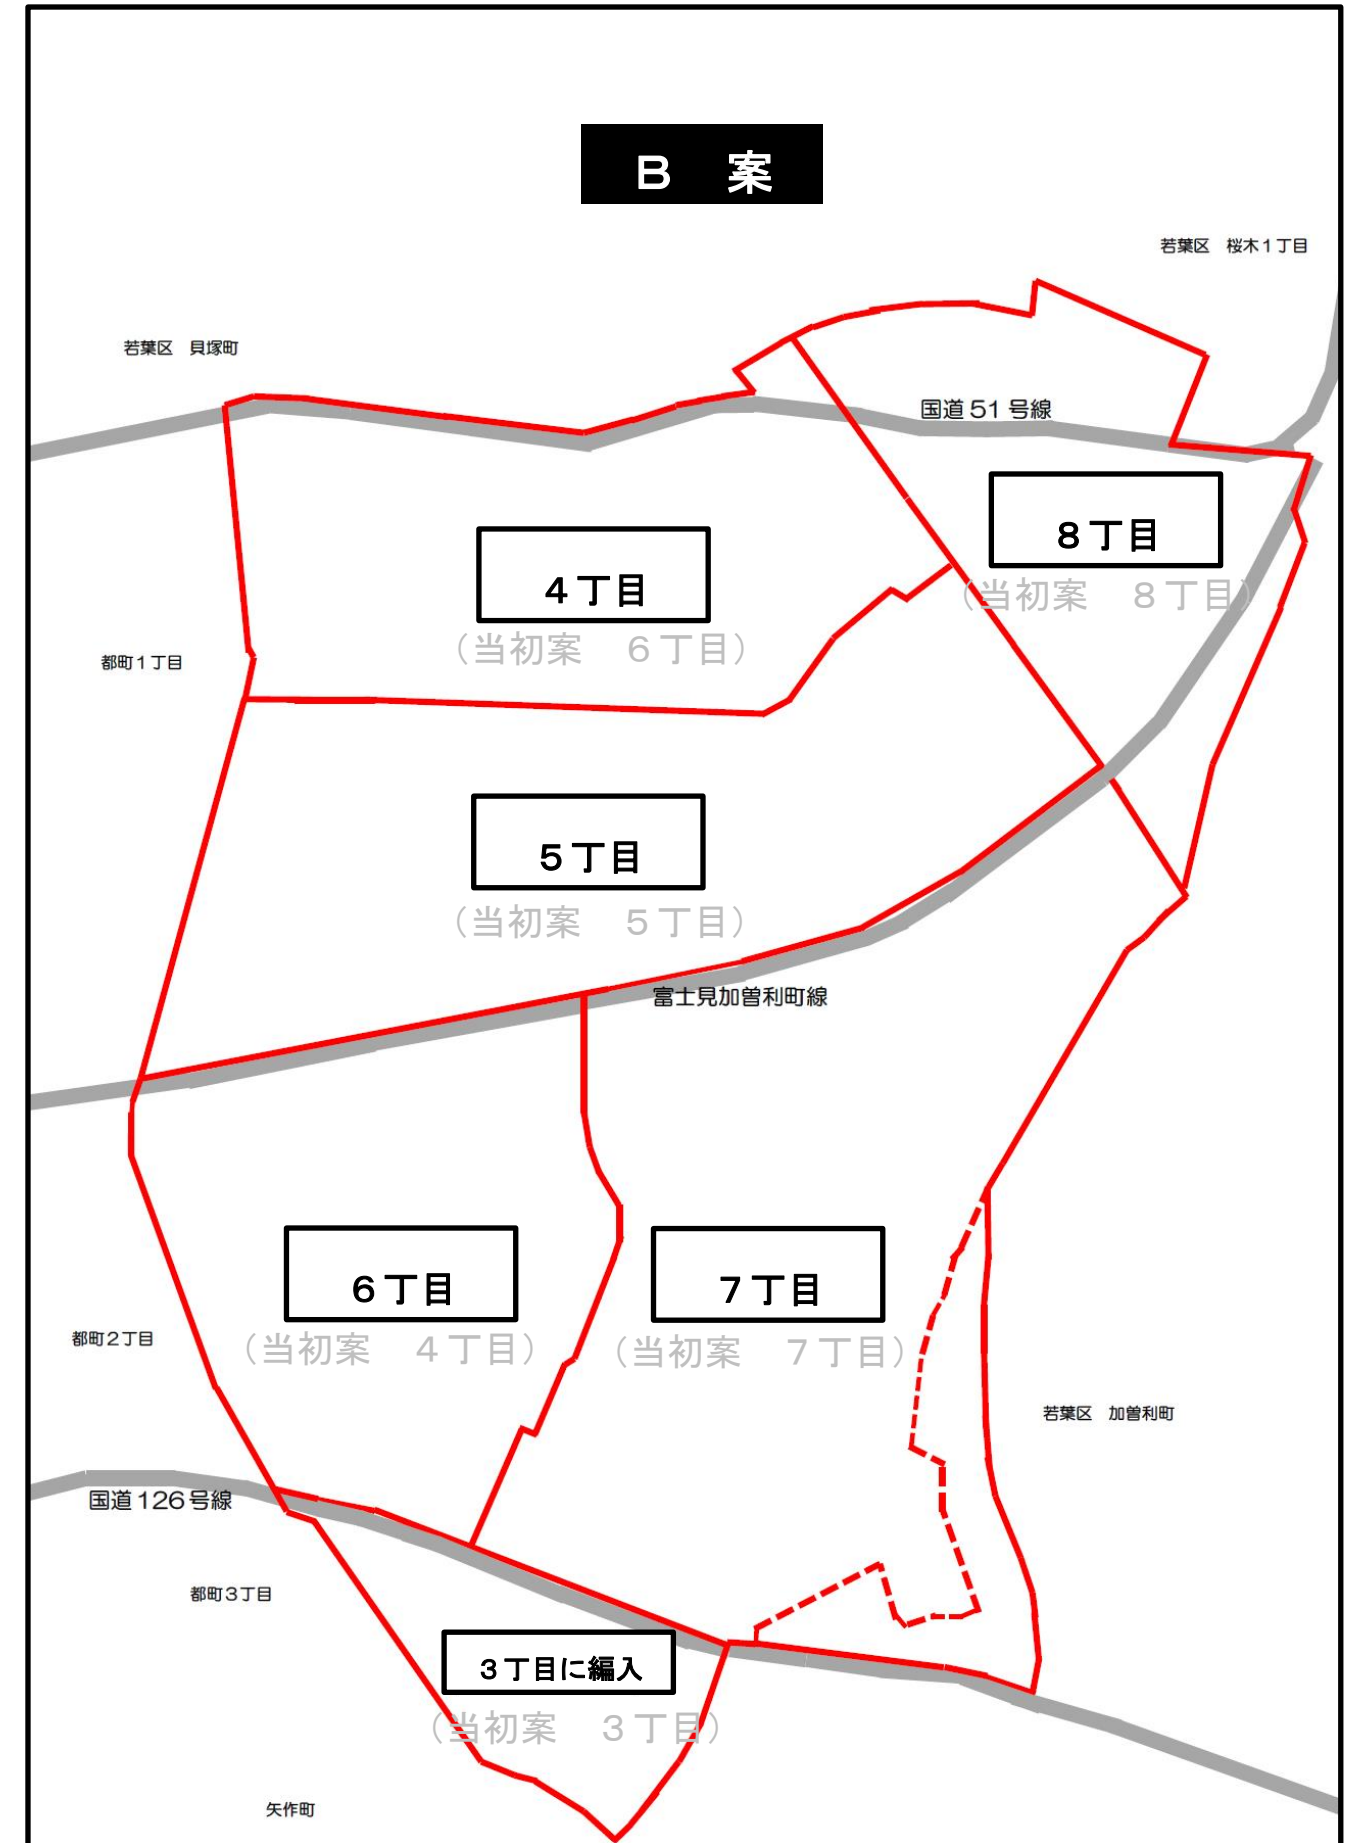 B 案
若葉区 桜木1丁目
若葉区 貝塚町
国道51号線
8丁目
(当初案 8丁目)
4丁目
(当初案 6丁目)
都町1丁目
5丁目
(当初案 5丁目)
富士見加曽利町線
6丁目
(当初案 4丁目)
7丁目
(当初案 7丁目)
都町2丁目
若葉区 加曽利町
国道126号線
都町3丁目
3丁目に編入
(当初案 3丁目)
矢作町